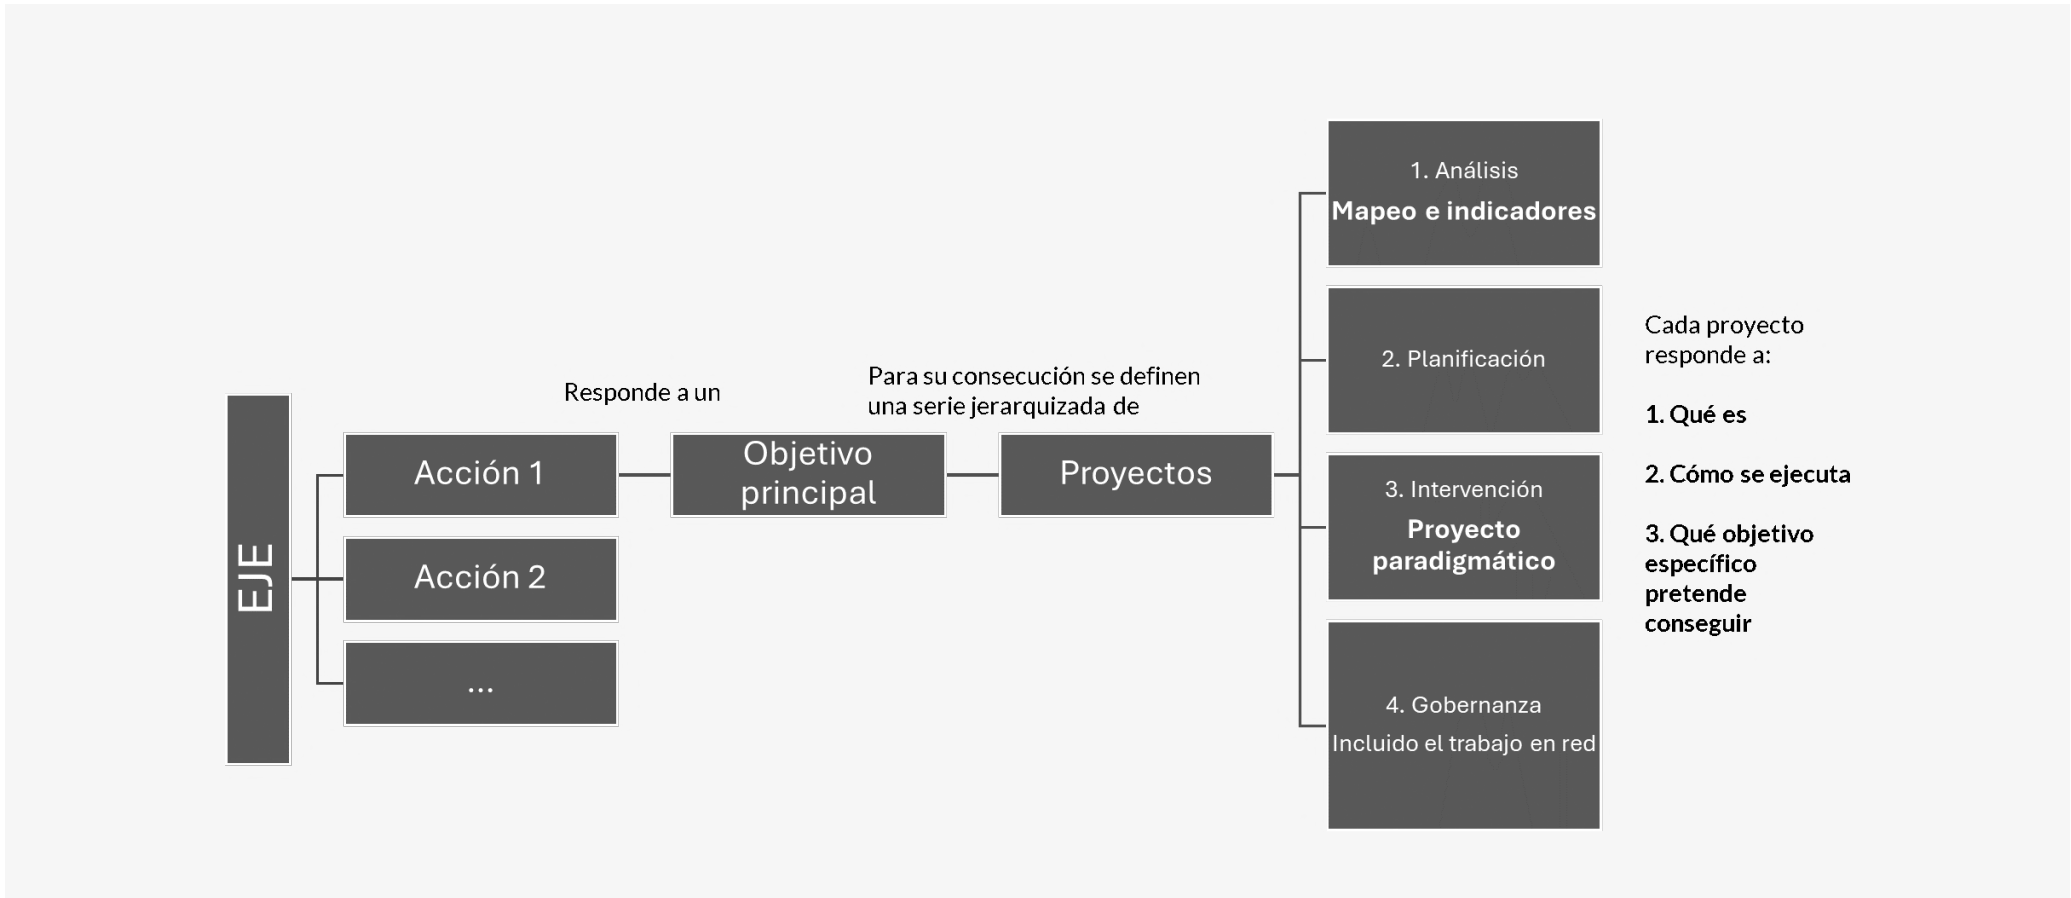 EJE
Acción 1
Acción 2
...
Responde a un
Objetivo
principal
Para su consecución se definen
una serie jerarquizada de
Proyectos
1. Análisis
Mapeo e indicadores
2. Planificación
3. Intervención
Proyecto
paradigmático
4. Gobernanza
Incluido el trabajo en red
Cada proyecto
responde a:
1. Qué es
2. Cómo se ejecuta
3. Qué objetivo
específico
pretende
conseguir